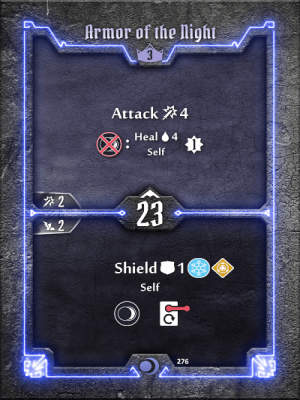 Armor of the Night
3
Attack 4
: Heal 4
Self
1
2
23
2
Shield 1
Self
276